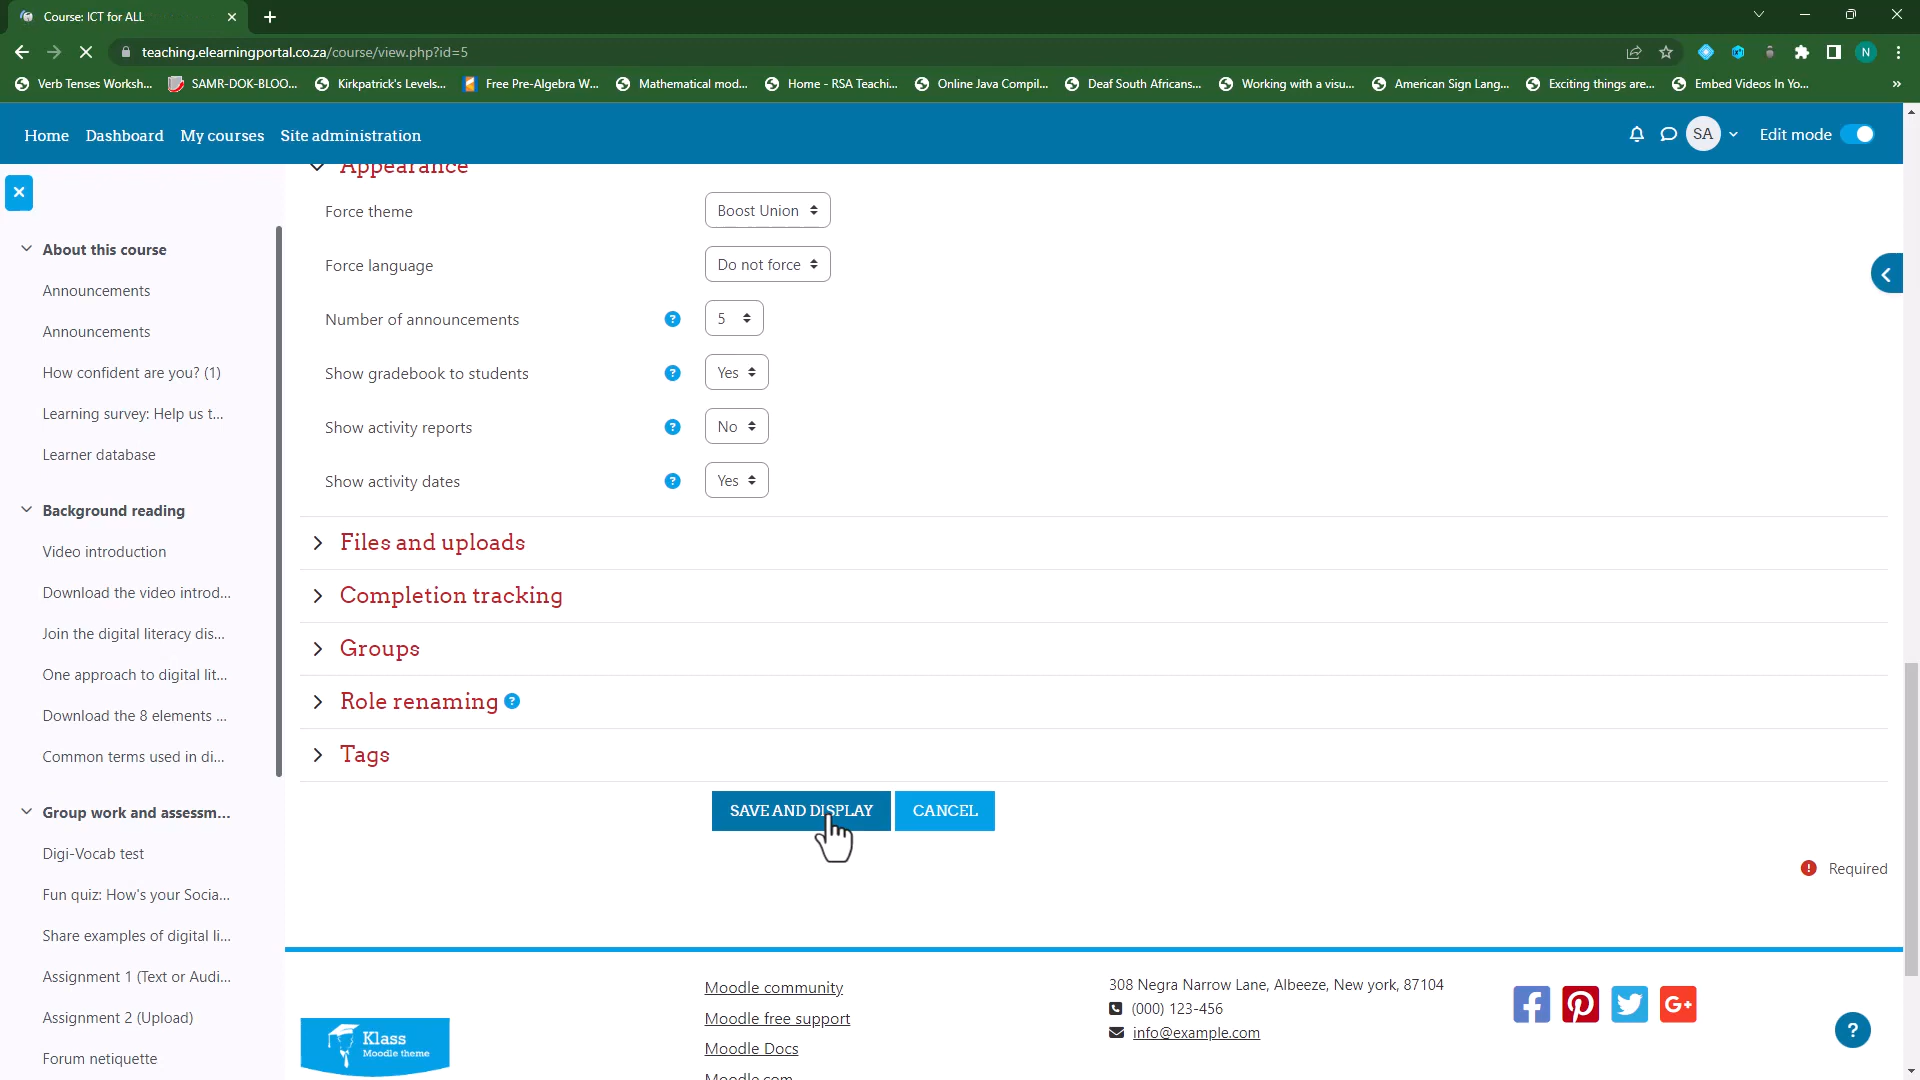 Course: ICT for ALL
teaching.elearningportal.co.za/course/view.php?id=5
N
Verb Tenses Worksh...
SAMR-DOK-BLOO...
Kirkpatrick's Levels...
Free Pre-Algebra W...
Mathematical mod...
Home - RSA Teachi...
Online Java Compil...
Deaf South Africans...
Working with a visu...
American Sign Lang...
Exciting things are...
Embed Videos In Yo...
Home
Dashboard
My courses
Site administration
SA
Edit mode
About this course
Announcements
Announcements
How confident are you? (1)
Learning survey: Help us t...
Learner database
Background reading
Video introduction
Download the video introd...
Join the digital literacy dis...
One approach to digital lit...
Download the 8 elements ...
Common terms used in di...
Group work and assessm...
Digi-Vocab test
Fun quiz: How's your Socia...
Share examples of digital li...
Assignment 1 (Text or Audi...
Assignment 2 (Upload)
Forum netiquette
Appearance
Force theme
Boost Union
Force language
Do not force
Number of announcements
?
5
Show gradebook to students
?
Yes
Show activity reports
?
No
Show activity dates
?
Yes
Files and uploads
Completion tracking
Groups
Role renaming ?
Tags
SAVE AND DISPLAY
CANCEL
! Required
Klass
Moodle theme
Moodle community
Moodle free support
Moodle Docs
Moodle.com
308 Negra Narrow Lane, Albeeze, New york, 87104
(000) 123-456
info@example.com
G+
?